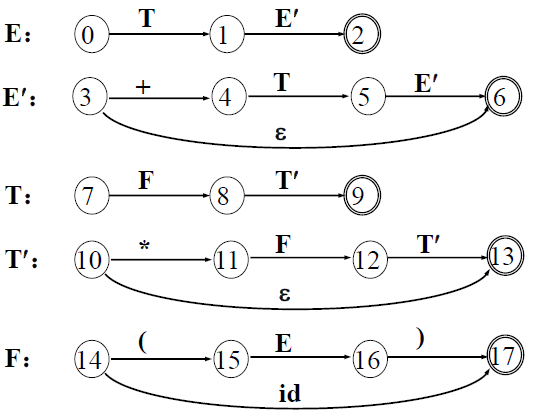 T E′
E： 0 1 2
+ T E′
E′： 3 4 5 6
ε
F T′
T： 7 8 9
* F T′
T′： 10 11 12 13
ε
( E )
F： 14 15 16 17
id